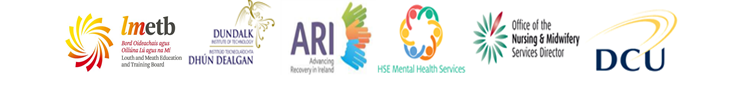 lmetb
Bord Oideachais agus
Oiliúna Lú agus na Mí
Louth and Meath Education
and Training Board
DUNDALK
INSTITUTE OF TECHNOLOGY
INSTITIÚID TEICNEOLAÍOCHTA
DHÚN DEALGAN
ARI
Advancing
Recovery in Ireland
HSE Mental Health Services
Office of the
Nursing & Midwifery
Services Director
DCU